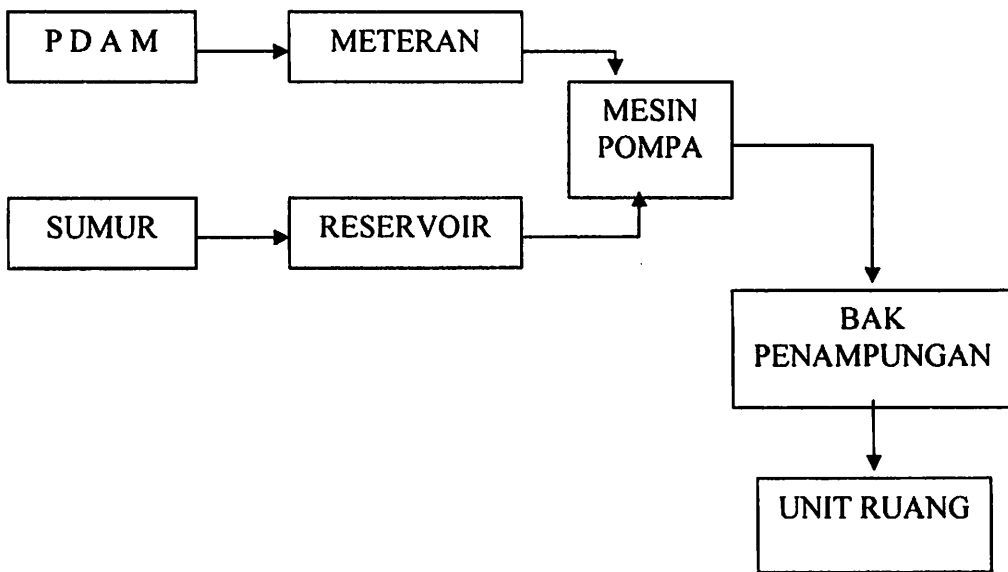 P D A M
METERAN
MESIN
POMPA
SUMUR
RESERVOIR
BAK
PENAMPUNGAN
UNIT RUANG